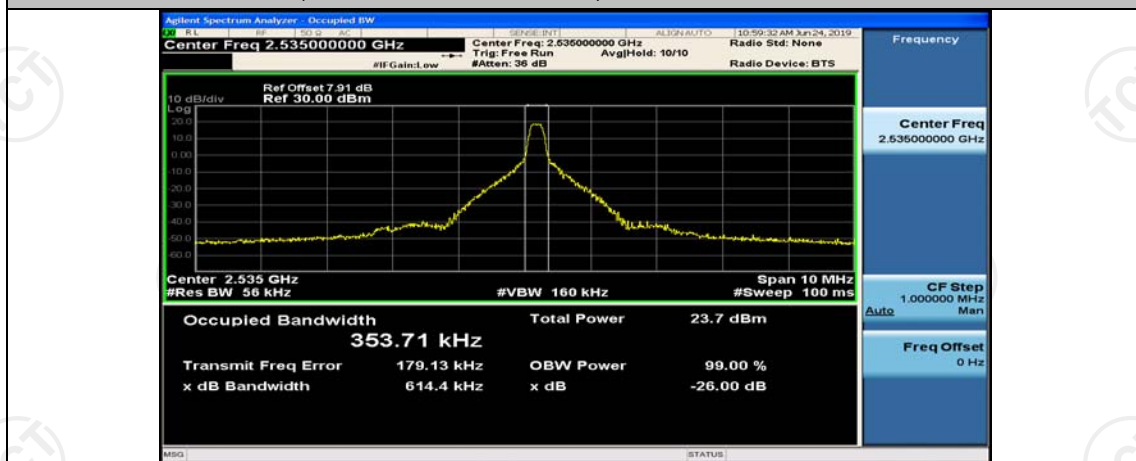 Agilent Spectrum Analyzer - Occupied BW
RL RF 50 Ω AC SENSE:INT ALIGN AUTO 10:59:32 AM Jun 24, 2019
Center Freq 2.535000000 GHz
Center Freq: 2.535000000 GHz
Radio Std: None
Trig: Free Run Avg|Hold: 10/10
#IFGain:Low #Atten: 36 dB Radio Device: BTS
Ref Offset 7.91 dB
10 dB/div Ref 30.00 dBm
Log
20.0
10.0
0.00
-10.0
-20.0
-30.0
-40.0
-50.0
-60.0
Center 2.535 GHz Span 10 MHz
#Res BW 56 kHz #VBW 160 kHz #Sweep 100 ms
Occupied Bandwidth Total Power 23.7 dBm
353.71 kHz
Transmit Freq Error 179.13 kHz OBW Power 99.00 %
x dB Bandwidth 614.4 kHz x dB -26.00 dB
MSG STATUS
Frequency
Center Freq
2.535000000 GHz
CF Step
1.000000 MHz
Auto Man
Freq Offset
0 Hz
TCT
TCT
TCT
TCT